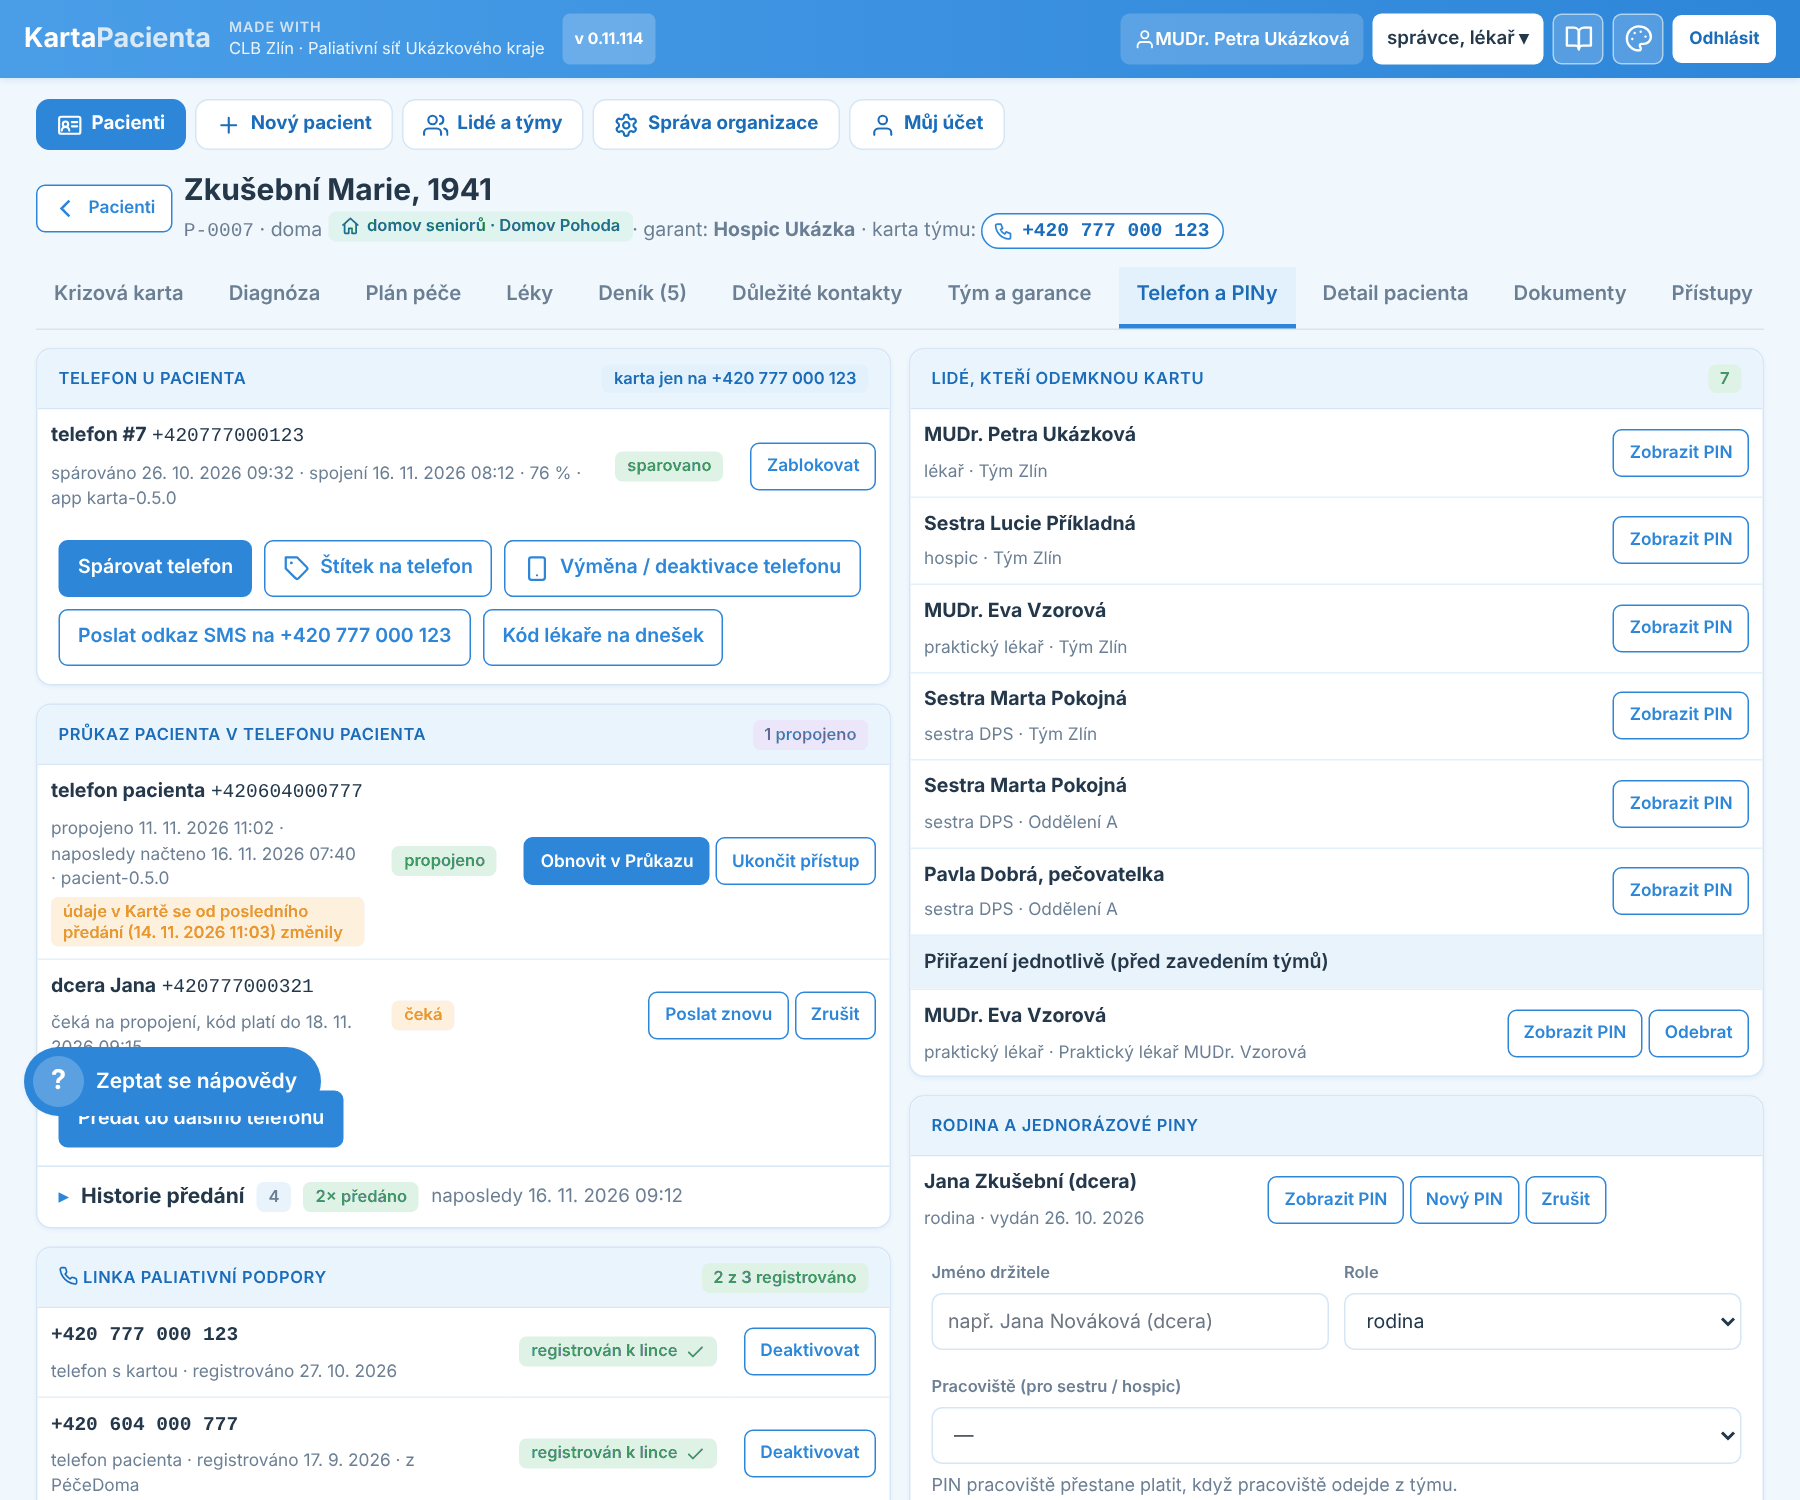 KartaPacienta
MADE WITH
CLB Zlín · Paliativní síť Ukázkového kraje
v 0.11.114
MUDr. Petra Ukázková
správce, lékař ▾
Odhlásit
Pacienti
Nový pacient
Lidé a týmy
Správa organizace
Můj účet
Pacienti
Zkušební Marie, 1941
P-0007 · doma domov seniorů · Domov Pohoda · garant: Hospic Ukázka · karta týmu: +420 777 000 123
Krizová karta
Diagnóza
Plán péče
Léky
Deník (5)
Důležité kontakty
Tým a garance
Telefon a PINy
Detail pacienta
Dokumenty
Přístupy
TELEFON U PACIENTA
karta jen na +420 777 000 123
telefon #7 +420777000123
spárováno 26. 10. 2026 09:32 · spojení 16. 11. 2026 08:12 · 76 % ·
app karta-0.5.0
sparovano
Zablokovat
Spárovat telefon
Štítek na telefon
Výměna / deaktivace telefonu
Poslat odkaz SMS na +420 777 000 123
Kód lékaře na dnešek
PRŮKAZ PACIENTA V TELEFONU PACIENTA
1 propojeno
telefon pacienta +420604000777
propojeno 11. 11. 2026 11:02 ·
naposledy načteno 16. 11. 2026 07:40
· pacient-0.5.0
údaje v Kartě se od posledního
předání (14. 11. 2026 11:03) změnily
propojeno
Obnovit v Průkazu
Ukončit přístup
dcera Jana +420777000321
čeká na propojení, kód platí do 18. 11.
2026 09:15
čeká
Poslat znovu
Zrušit
? Zeptat se nápovědy
Předat do dalšího telefonu
▸ Historie předání 4 2× předáno naposledy 16. 11. 2026 09:12
LINKA PALIATIVNÍ PODPORY
2 z 3 registrováno
+420 777 000 123
telefon s kartou · registrováno 27. 10. 2026
registrován k lince ✓
Deaktivovat
+420 604 000 777
telefon pacienta · registrováno 17. 9. 2026 · z
PéčeDoma
registrován k lince ✓
Deaktivovat
LIDÉ, KTEŘÍ ODEMKNOU KARTU
7
MUDr. Petra Ukázková
lékař · Tým Zlín
Zobrazit PIN
Sestra Lucie Příkladná
hospic · Tým Zlín
Zobrazit PIN
MUDr. Eva Vzorová
praktický lékař · Tým Zlín
Zobrazit PIN
Sestra Marta Pokojná
sestra DPS · Tým Zlín
Zobrazit PIN
Sestra Marta Pokojná
sestra DPS · Oddělení A
Zobrazit PIN
Pavla Dobrá, pečovatelka
sestra DPS · Oddělení A
Zobrazit PIN
Přiřazení jednotlivě (před zavedením týmů)
MUDr. Eva Vzorová
praktický lékař · Praktický lékař MUDr. Vzorová
Zobrazit PIN
Odebrat
RODINA A JEDNORÁZOVÉ PINY
Jana Zkušební (dcera)
rodina · vydán 26. 10. 2026
Zobrazit PIN
Nový PIN
Zrušit
Jméno držitele
Role
např. Jana Nováková (dcera)
rodina
Pracoviště (pro sestru / hospic)
—
PIN pracoviště přestane platit, když pracoviště odejde z týmu.